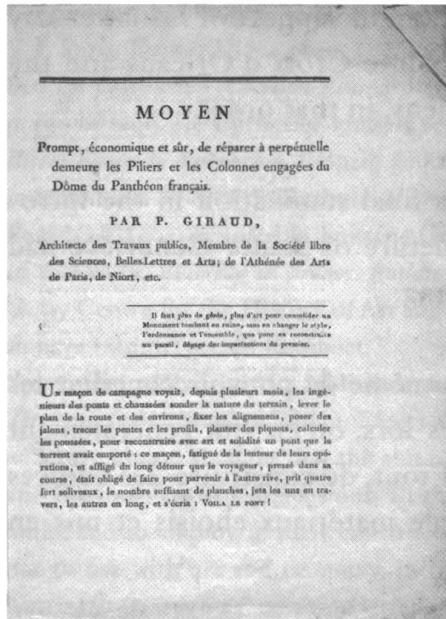 MOYEN
Prompt, économique et sûr, de réparer à perpétuelle
demeure les Piliers et les Colonnes engagées du
Dôme du Panthéon français.
PAR P. GIRAUD,
Architecte des Travaux publics, Membre de la Société libre
des Sciences, Belles-Lettres et Arts; de l'Athénée des Arts
de Paris, de Niort, etc.
Il faut plus de génie, plus d'art pour consolider un
Monument tombant en ruine, sans en changer le style,
l'ordonnance et l'ensemble, que pour en reconstruire
un pareil, dégagé des imperfections du premier.
UN maçon de campagne voyait, depuis plusieurs mois, les ingé-
nieurs des ponts et chaussées sonder la nature du terrain, lever le
plan de la route et des environs, fixer les alignemens, poser des
jalons, tracer les pentes et les profils, planter des piquets, calculer
les poussées, pour reconstruire avec art et solidité un pont que le
torrent avait emporté : ce maçon, fatigué de la lenteur de leurs opé-
rations, et affligé du long détour que le voyageur, pressé dans sa
course, était obligé de faire pour parvenir à l'autre rive, prit quatre
fort soliveaux, le nombre suffisant de planches, jeta les uns en tra-
vers, les autres en long, et s'écria : VOILA LE PONT !